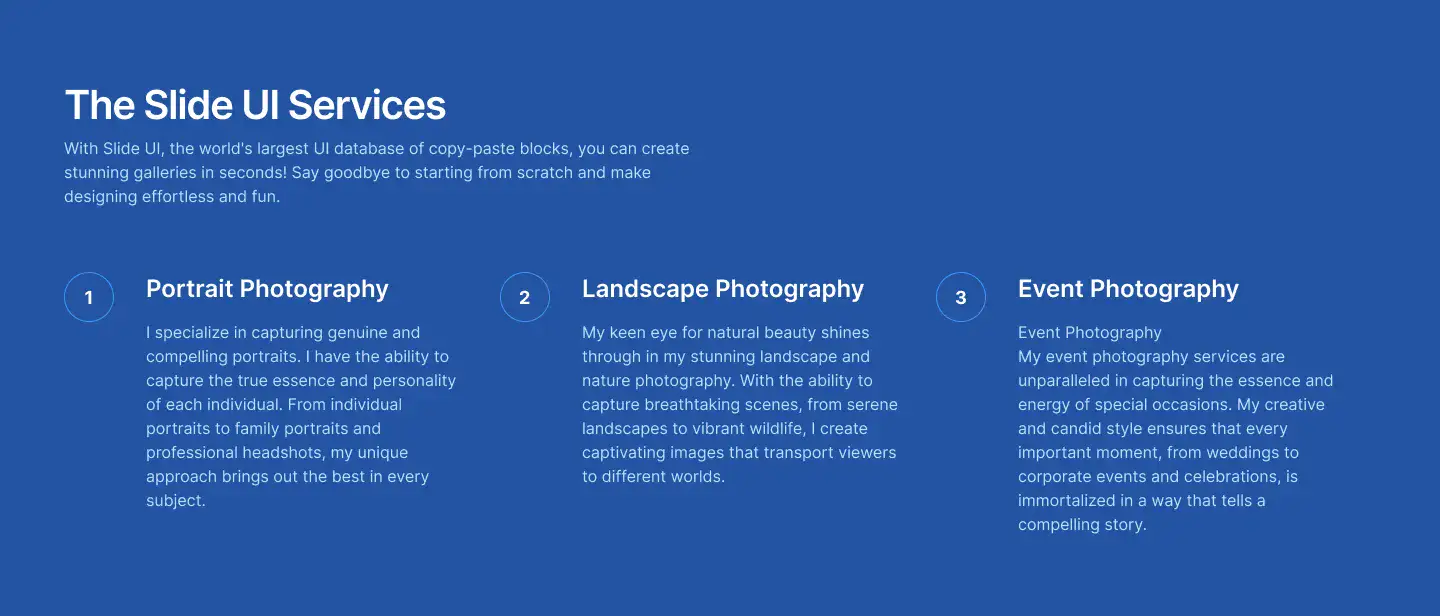 The Slide UI Services
With Slide UI, the world's largest UI database of copy-paste blocks, you can create
stunning galleries in seconds! Say goodbye to starting from scratch and make
designing effortless and fun.
1
Portrait Photography
I specialize in capturing genuine and
compelling portraits. I have the ability to
capture the true essence and personality
of each individual. From individual
portraits to family portraits and
professional headshots, my unique
approach brings out the best in every
subject.
2
Landscape Photography
My keen eye for natural beauty shines
through in my stunning landscape and
nature photography. With the ability to
capture breathtaking scenes, from serene
landscapes to vibrant wildlife, I create
captivating images that transport viewers
to different worlds.
3
Event Photography
Event Photography
My event photography services are
unparalleled in capturing the essence and
energy of special occasions. My creative
and candid style ensures that every
important moment, from weddings to
corporate events and celebrations, is
immortalized in a way that tells a
compelling story.